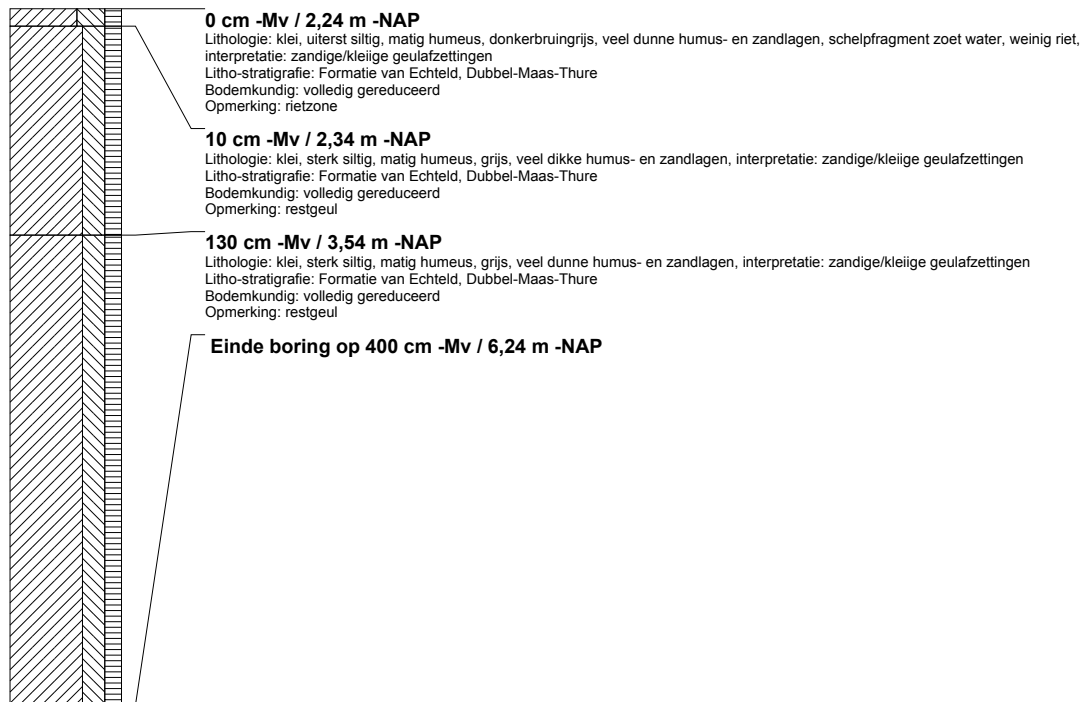 0 cm -Mv / 2,24 m -NAP
Lithologie: klei, uiterst siltig, matig humeus, donkerbruingrijs, veel dunne humus- en zandlagen, schelpfragment zoet water, weinig riet,
interpretatie: zandige/kleiige geulafzettingen
Litho-stratigrafie: Formatie van Echteld, Dubbel-Maas-Thure
Bodemkundig: volledig gereduceerd
Opmerking: rietzone
10 cm -Mv / 2,34 m -NAP
Lithologie: klei, sterk siltig, matig humeus, grijs, veel dikke humus- en zandlagen, interpretatie: zandige/kleiige geulafzettingen
Litho-stratigrafie: Formatie van Echteld, Dubbel-Maas-Thure
Bodemkundig: volledig gereduceerd
Opmerking: restgeul
130 cm -Mv / 3,54 m -NAP
Lithologie: klei, sterk siltig, matig humeus, grijs, veel dunne humus- en zandlagen, interpretatie: zandige/kleiige geulafzettingen
Litho-stratigrafie: Formatie van Echteld, Dubbel-Maas-Thure
Bodemkundig: volledig gereduceerd
Opmerking: restgeul
Einde boring op 400 cm -Mv / 6,24 m -NAP